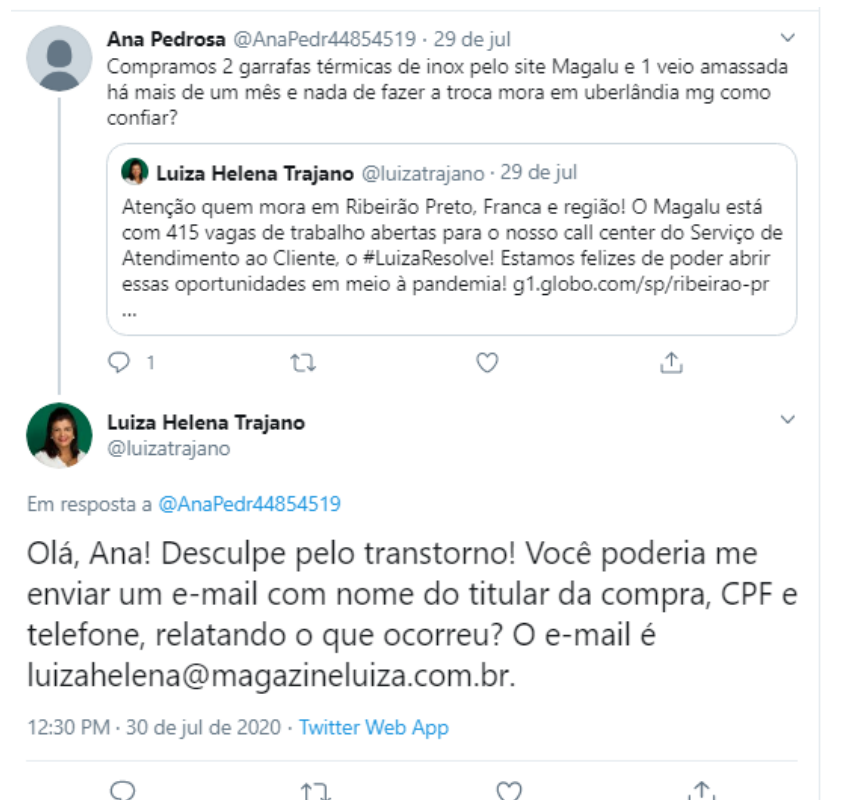 Ana Pedrosa @AnaPedr44854519 · 29 de jul
Compramos 2 garrafas térmicas de inox pelo site Magalu e 1 veio amassada
há mais de um mês e nada de fazer a troca mora em uberlândia mg como
confiar?
Luiza Helena Trajano @luizatrajano · 29 de jul
Atenção quem mora em Ribeirão Preto, Franca e região! O Magalu está
com 415 vagas de trabalho abertas para o nosso call center do Serviço de
Atendimento ao Cliente, o #LuizaResolve! Estamos felizes de poder abrir
essas oportunidades em meio à pandemia! g1.globo.com/sp/ribeirao-pr
...
1
Luiza Helena Trajano
@luizatrajano
Em resposta a @AnaPedr44854519
Olá, Ana! Desculpe pelo transtorno! Você poderia me
enviar um e-mail com nome do titular da compra, CPF e
telefone, relatando o que ocorreu? O e-mail é
luizahelena@magazineluiza.com.br.
12:30 PM · 30 de jul de 2020 · Twitter Web App